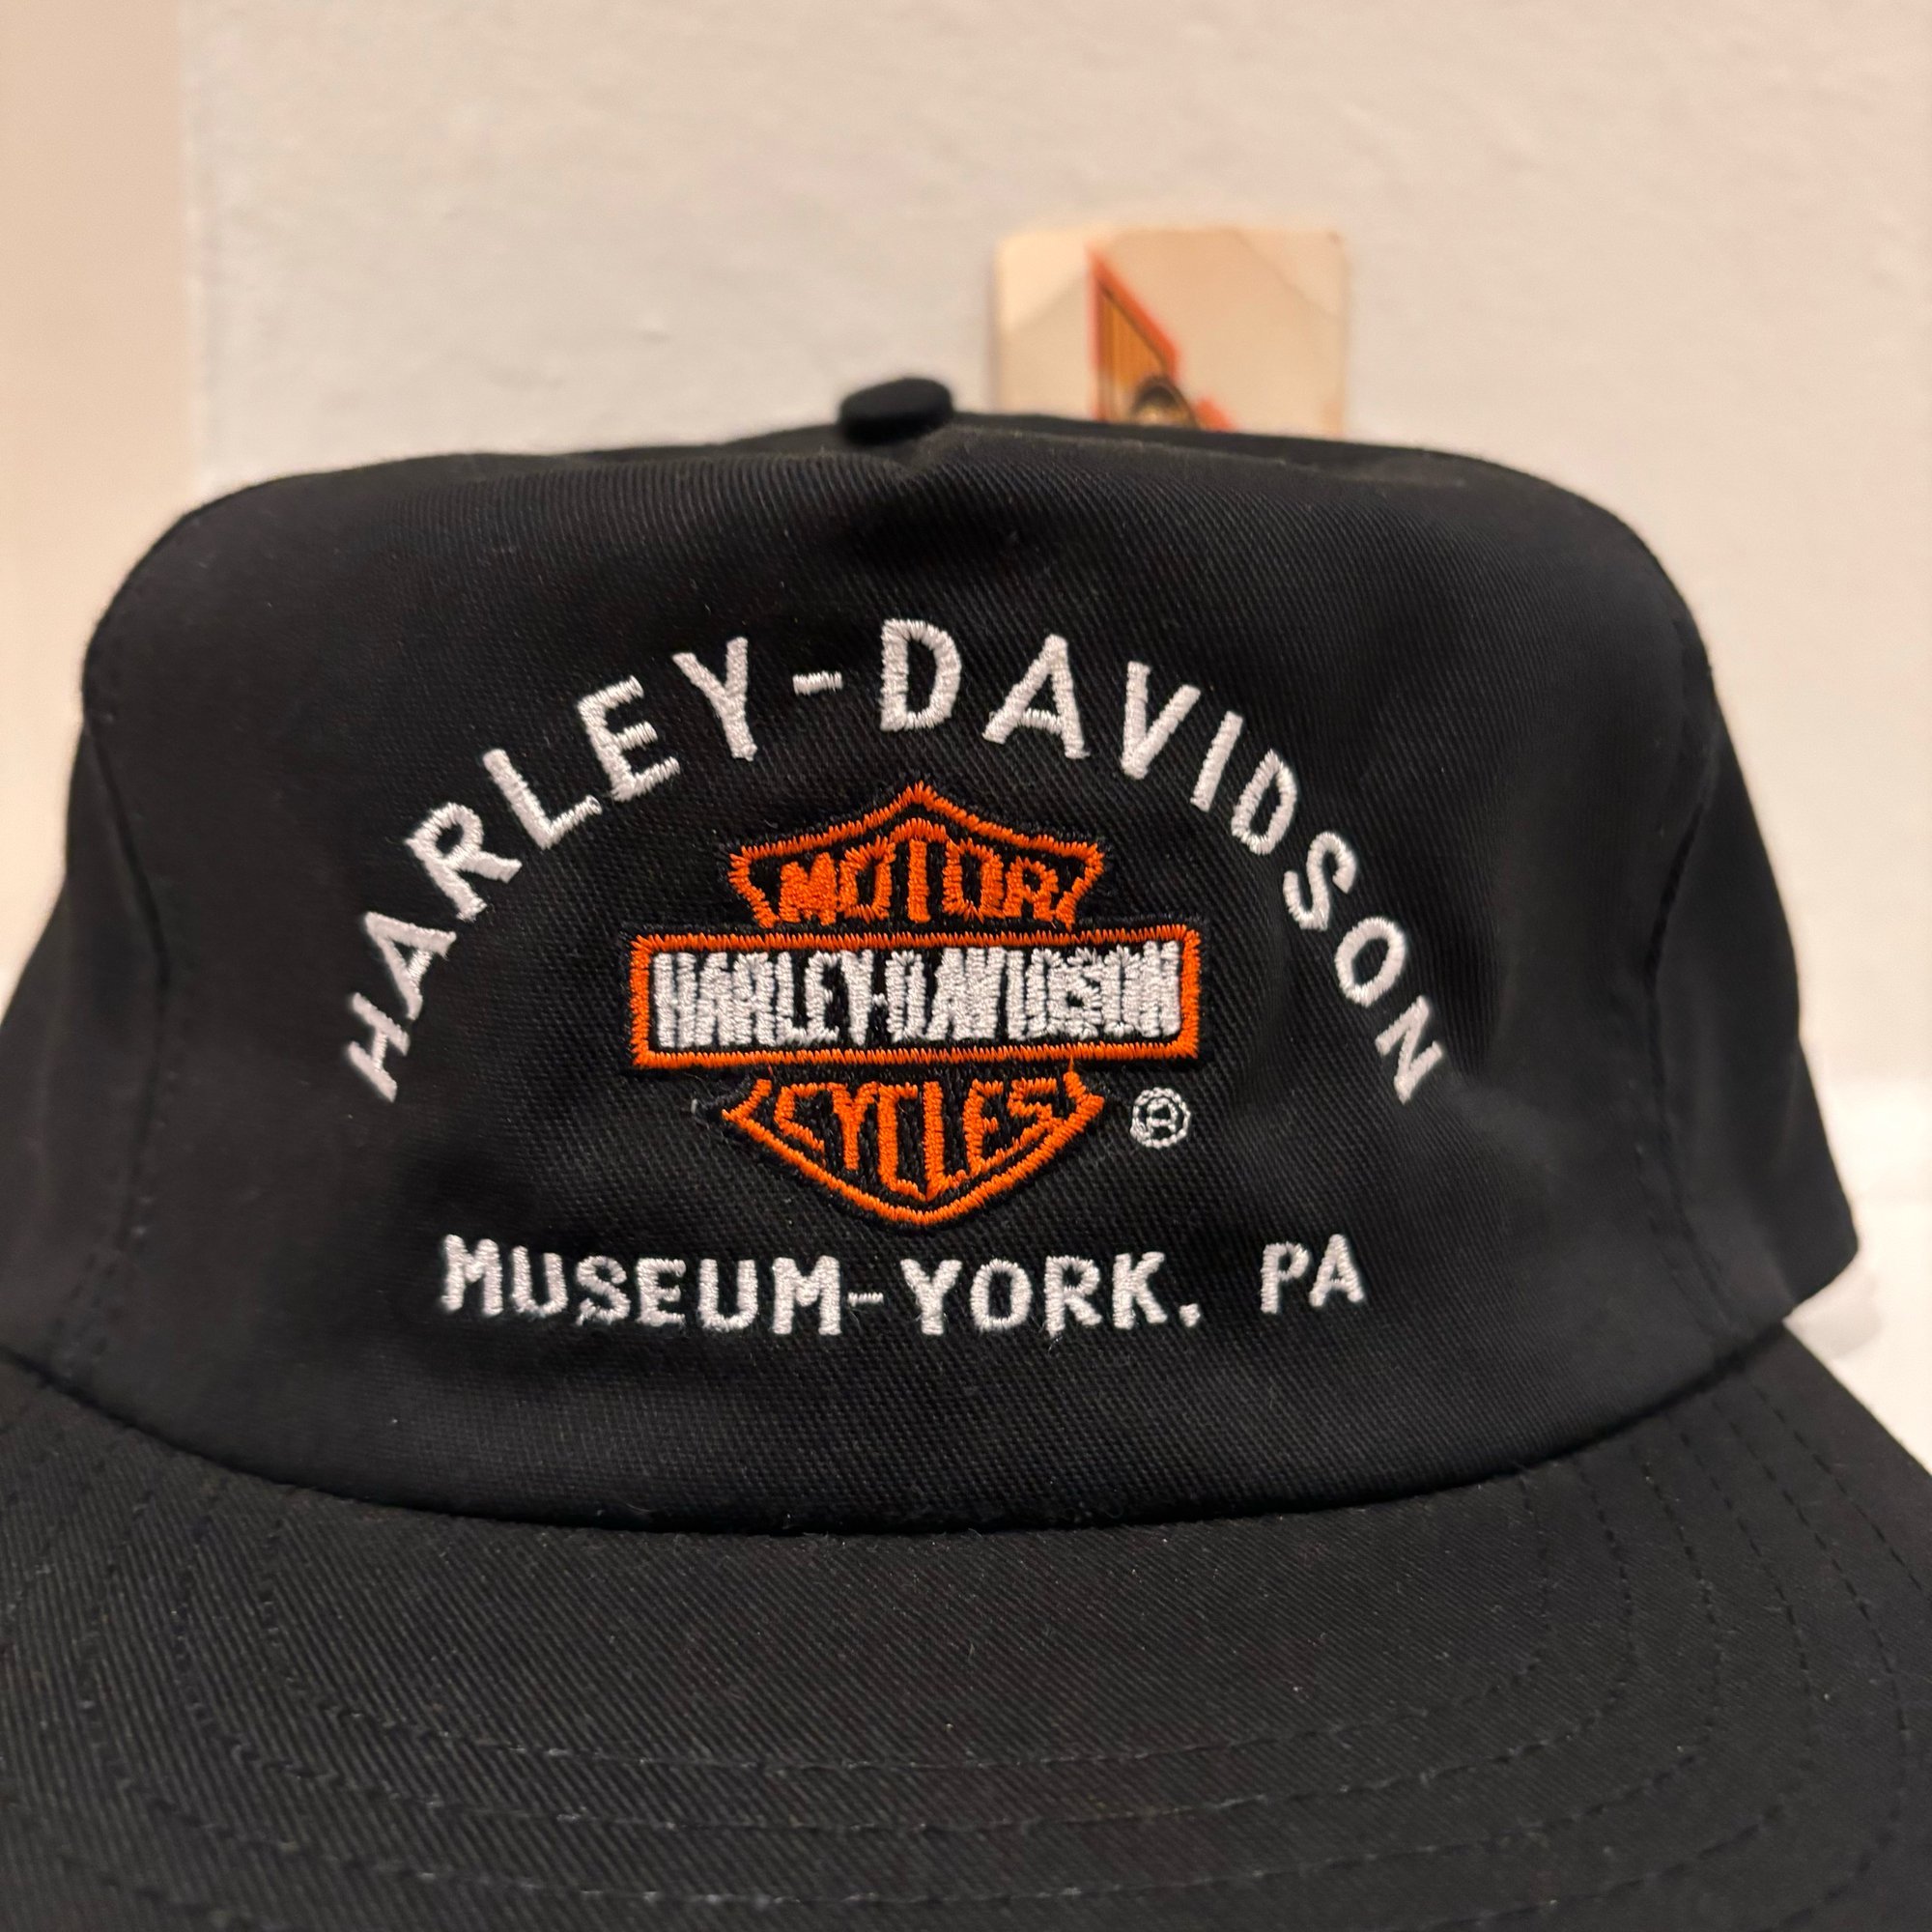 HARLEY-DAVIDSON
MOTOR
HARLEY-DAVIDSON
CYCLES
®
MUSEUM-YORK, PA